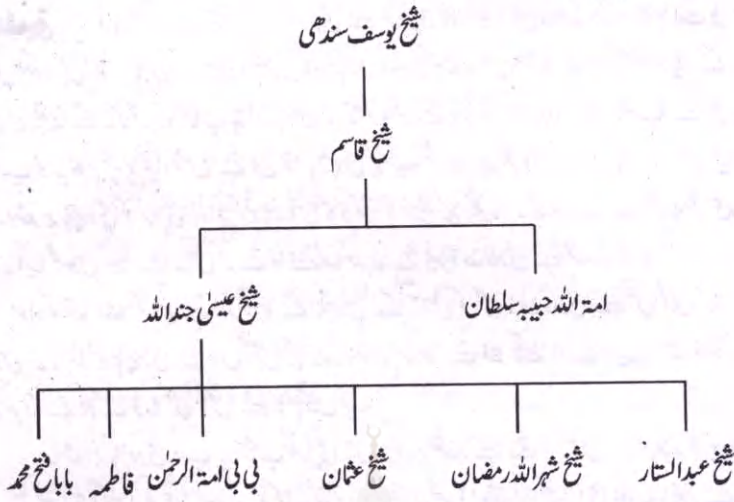 شیخ یوسف سندھی
شیخ قاسم
امۃ اللہ حبیبہ سلطان
شیخ عیسیٰ جنداللہ
شیخ عبدالستار
شیخ شہراللہ رمضان
شیخ عثمان
بی بی امۃ الرحمٰن
فاطمہ
بابا فتح محمد